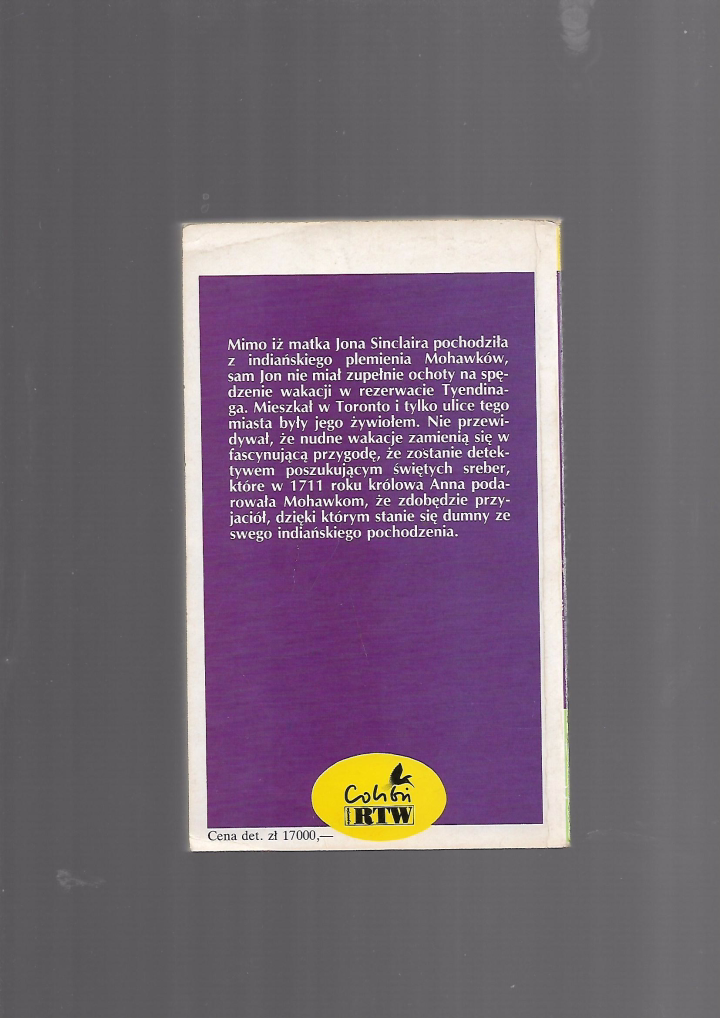 Mimo iż matka Jona Sinclaira pochodziła
z indiańskiego plemienia Mohawków,
sam Jon nie miał zupełnie ochoty na spę-
dzenie wakacji w rezerwacie Tyendina-
ga. Mieszkał w Toronto i tylko ulice tego
miasta były jego żywiołem. Nie przewi-
dywał, że nudne wakacje zamienią się w
fascynującą przygodę, że zostanie detek-
tywem poszukującym świętych sreber,
które w 1711 roku królowa Anna poda-
rowała Mohawkom, że zdobędzie przy-
jaciół, dzięki którym stanie się dumny ze
swego indiańskiego pochodzenia.
Colibri
RTW
Cena det. zł 17000,—